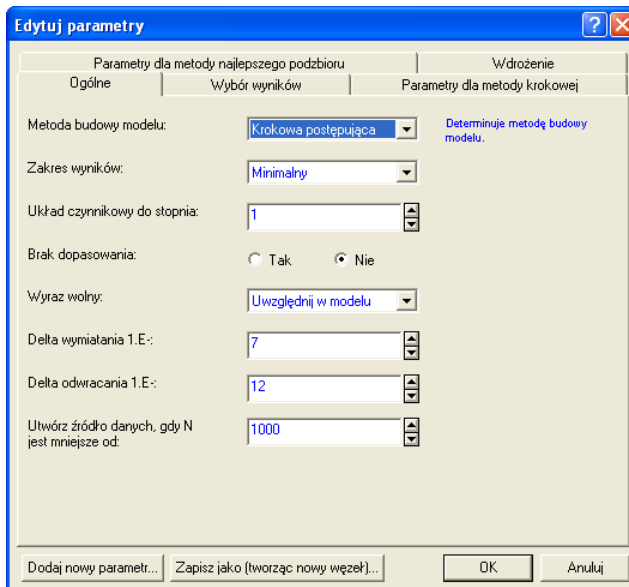 Edytuj parametry
Parametry dla metody najlepszego podzbioru
Wdrożenie
Ogólne
Wybór wyników
Parametry dla metody krokowej
Metoda budowy modelu:
Krokowa postępująca
Determinuje metodę budowy
modelu.
Zakres wyników:
Minimalny
Układ czynnikowy do stopnia:
1
Brak dopasowania:
Tak
Nie
Wyraz wolny:
Uwzględnij w modelu
Delta wymiatania 1.E-:
7
Delta odwracania 1.E-:
12
Utwórz źródło danych, gdy N
jest mniejsze od:
1000
Dodaj nowy parametr...
Zapisz jako (tworząc nowy węzeł)...
OK
Anuluj